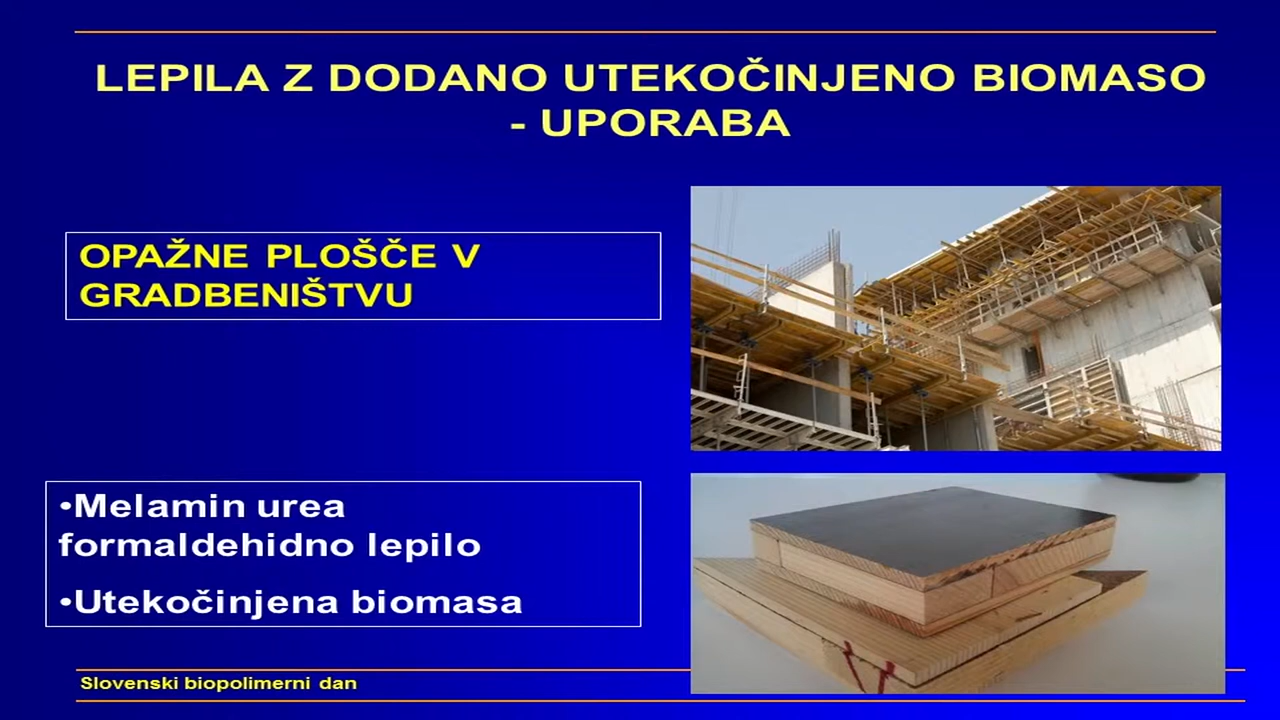 LEPILA Z DODANO UTEKOČINJENO BIOMASO
- UPORABA
OPAŽNE PLOŠČE V
GRADBENIŠTVU
•Melamin urea
formaldehidno lepilo
•Utekočinjena biomasa
Slovenski biopolimerni dan